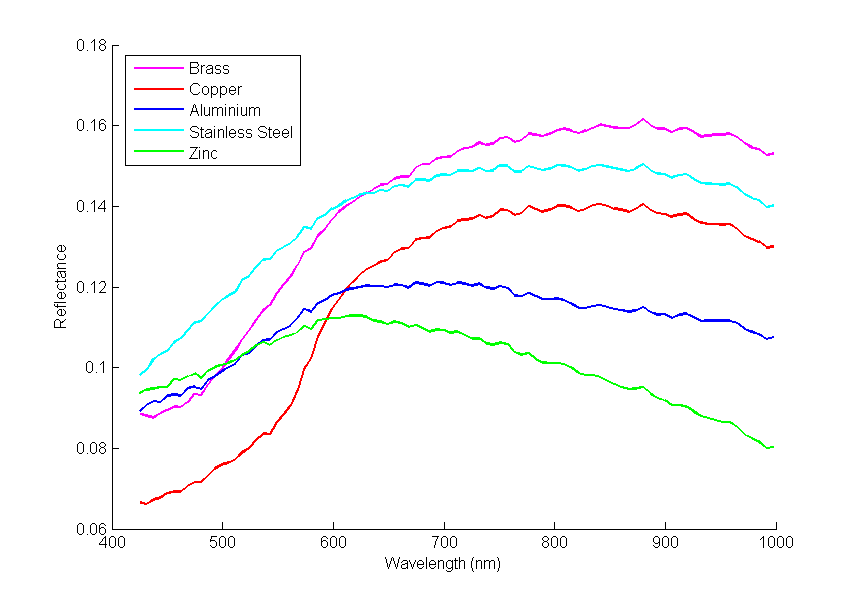 0.18
0.16
0.14
0.12
0.1
0.08
0.06
Reflectance
Brass
Copper
Aluminium
Stainless Steel
Zinc
400 500 600 700 800 900 1000
Wavelength (nm)